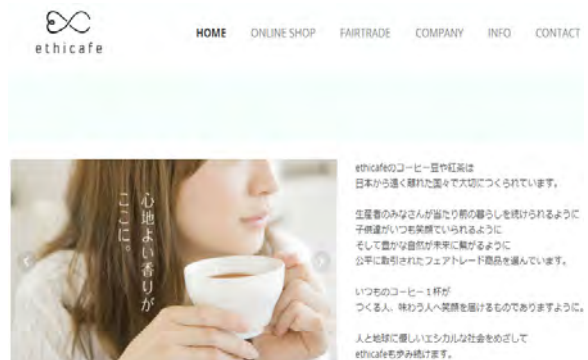 ethicafe
HOME ONLINE SHOP FAIRTRADE COMPANY INFO CONTACT
心地よい香りが
ここに。
ethicafeのコーヒー豆や紅茶は
日本から遠く離れた国々で大切につくられています。
生産者のみなさんが当たり前の暮らしを続けられるように
子供達がいつも笑顔でいられるように
そして豊かな自然が未来に繋がるように
公平に取引されたフェアトレード商品を選んでいます。
いつものコーヒー1杯が
つくる人、味わう人へ笑顔を届けるものでありますように。
人と地球に優しいエシカルな社会をめざして
ethicafeも歩み続けます。